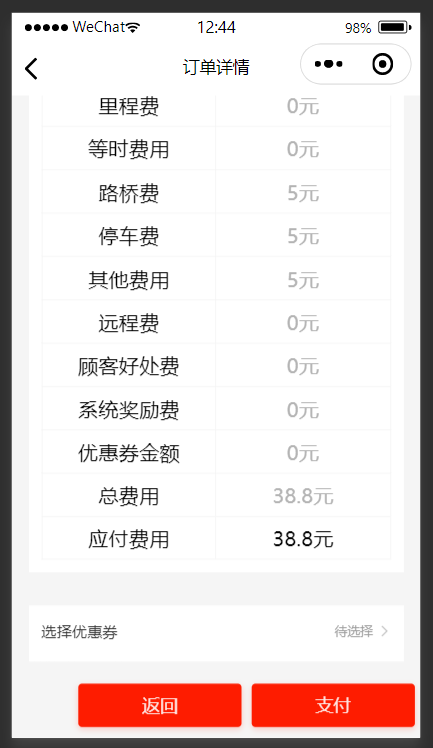 WeChat 12:44 98%
订单详情
里程费 0元
等时费用 0元
路桥费 5元
停车费 5元
其他费用 5元
远程费 0元
顾客好处费 0元
系统奖励费 0元
优惠券金额 0元
总费用 38.8元
应付费用 38.8元
选择优惠券 待选择
返回 支付